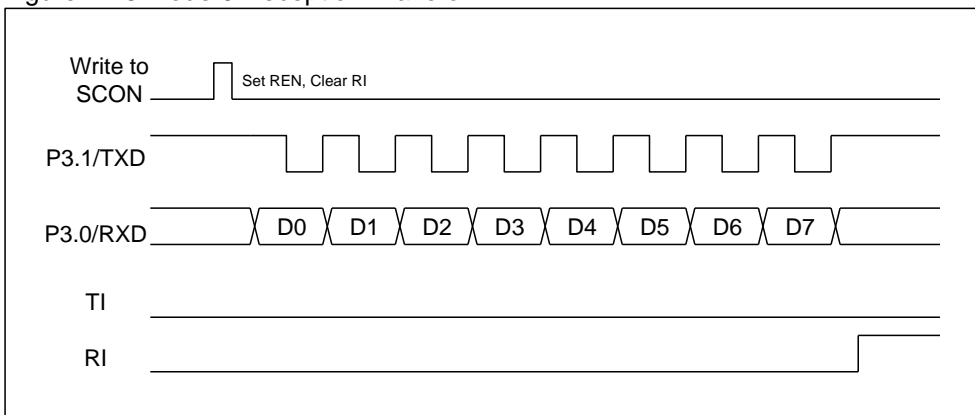 Write to
SCON
Set REN, Clear RI
P3.1/TXD
P3.0/RXD
D0 D1 D2 D3 D4 D5 D6 D7
TI
RI